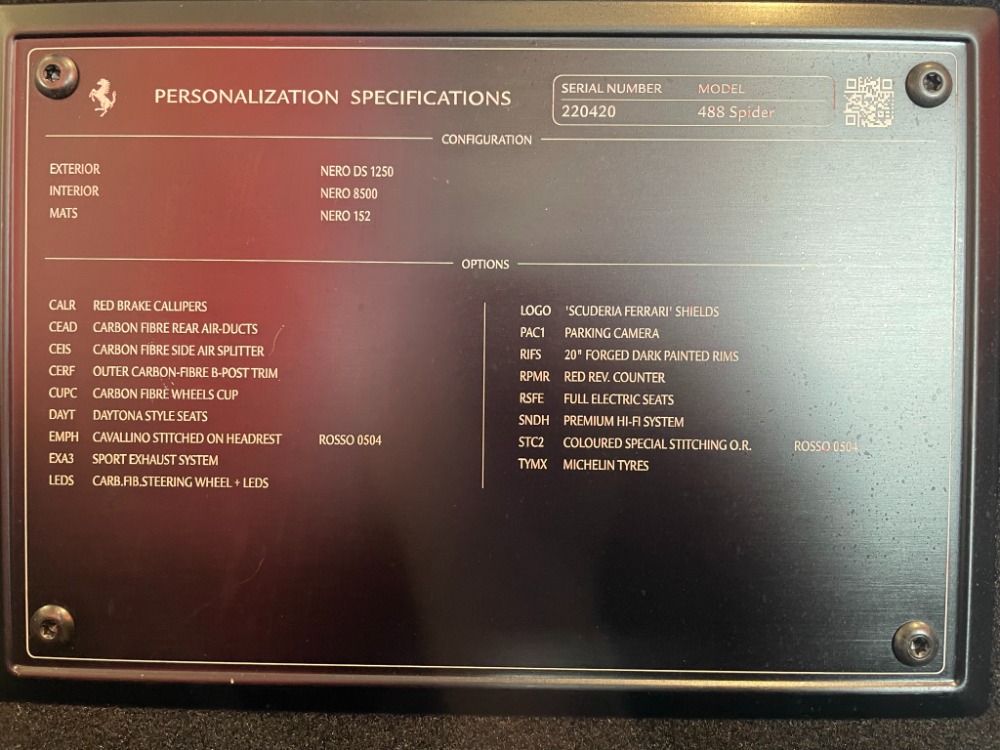 PERSONALIZATION SPECIFICATIONS
SERIAL NUMBER MODEL
220420 488 Spider
CONFIGURATION
EXTERIOR NERO DS 1250
INTERIOR NERO 8500
MATS NERO 152
OPTIONS
CALR RED BRAKE CALLIPERS
CEAD CARBON FIBRE REAR AIR-DUCTS
CEIS CARBON FIBRE SIDE AIR SPLITTER
CERF OUTER CARBON-FIBRE B-POST TRIM
CUPC CARBON FIBRE WHEELS CUP
DAYT DAYTONA STYLE SEATS
EMPH CAVALLINO STITCHED ON HEADREST ROSSO 0504
EXA3 SPORT EXHAUST SYSTEM
LEDS CARB.FIB.STEERING WHEEL + LEDS
LOGO 'SCUDERIA FERRARI' SHIELDS
PAC1 PARKING CAMERA
RIFS 20" FORGED DARK PAINTED RIMS
RPMR RED REV. COUNTER
RSFE FULL ELECTRIC SEATS
SNDH PREMIUM HI-FI SYSTEM
STC2 COLOURED SPECIAL STITCHING O.R. ROSSO 0504
TYMX MICHELIN TYRES